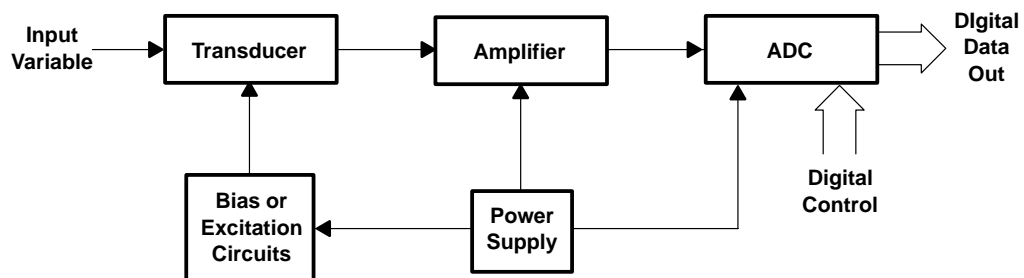 Input
Variable
Transducer
Amplifier
ADC
DIgital
Data
Out
Bias or
Excitation
Circuits
Power
Supply
Digital
Control